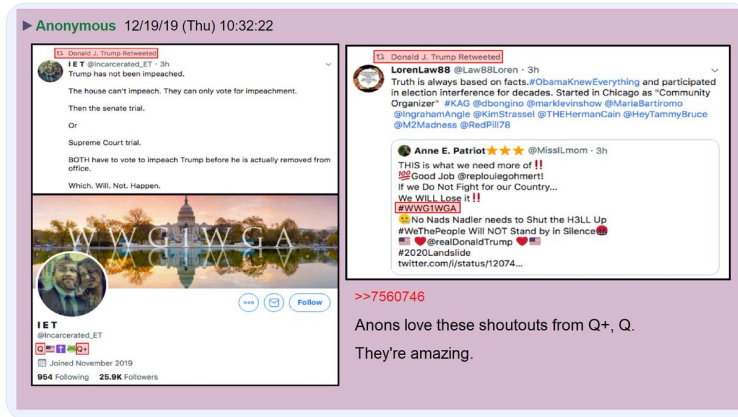 Anonymous 12/19/19 (Thu) 10:32:22
Donald J. Trump Retweeted
I E T @Incarcerated_ET · 3h
Trump has not been impeached.
The house can't impeach. They can only vote for impeachment.
Then the senate trial.
Or
Supreme Court trial.
BOTH have to vote to impeach Trump before he is actually removed from
office.
Which. Will. Not. Happen.
WWG1WGA
Follow
I E T
@Incarcerated_ET
Q Q+
Joined November 2019
954 Following 25.9K Followers
Donald J. Trump Retweeted
LorenLaw88 @Law88Loren · 3h
Truth is always based on facts.#ObamaKnewEverything and participated
in election interference for decades. Started in Chicago as "Community
Organizer" #KAG @dbongino @marklevinshow @MariaBartiromo
@IngrahamAngle @KimStrassel @THEHermanCain @HeyTammyBruce
@M2Madness @RedPill78
Anne E. Patriot⭐⭐⭐ @MissILmom · 3h
THIS is what we need more of‼️
💯Good Job @replouiegohmert!
If we Do Not Fight for our Country...
We WILL Lose it‼️
#WWG1WGA
No Nads Nadler needs to Shut the H3LL Up
#WeThePeople Will NOT Stand by in Silence
🇺🇸 ❤️@realDonaldTrump ❤️🇺🇸
#2020Landslide
twitter.com/i/status/12074...
>>7560746
Anons love these shoutouts from Q+, Q.
They're amazing.